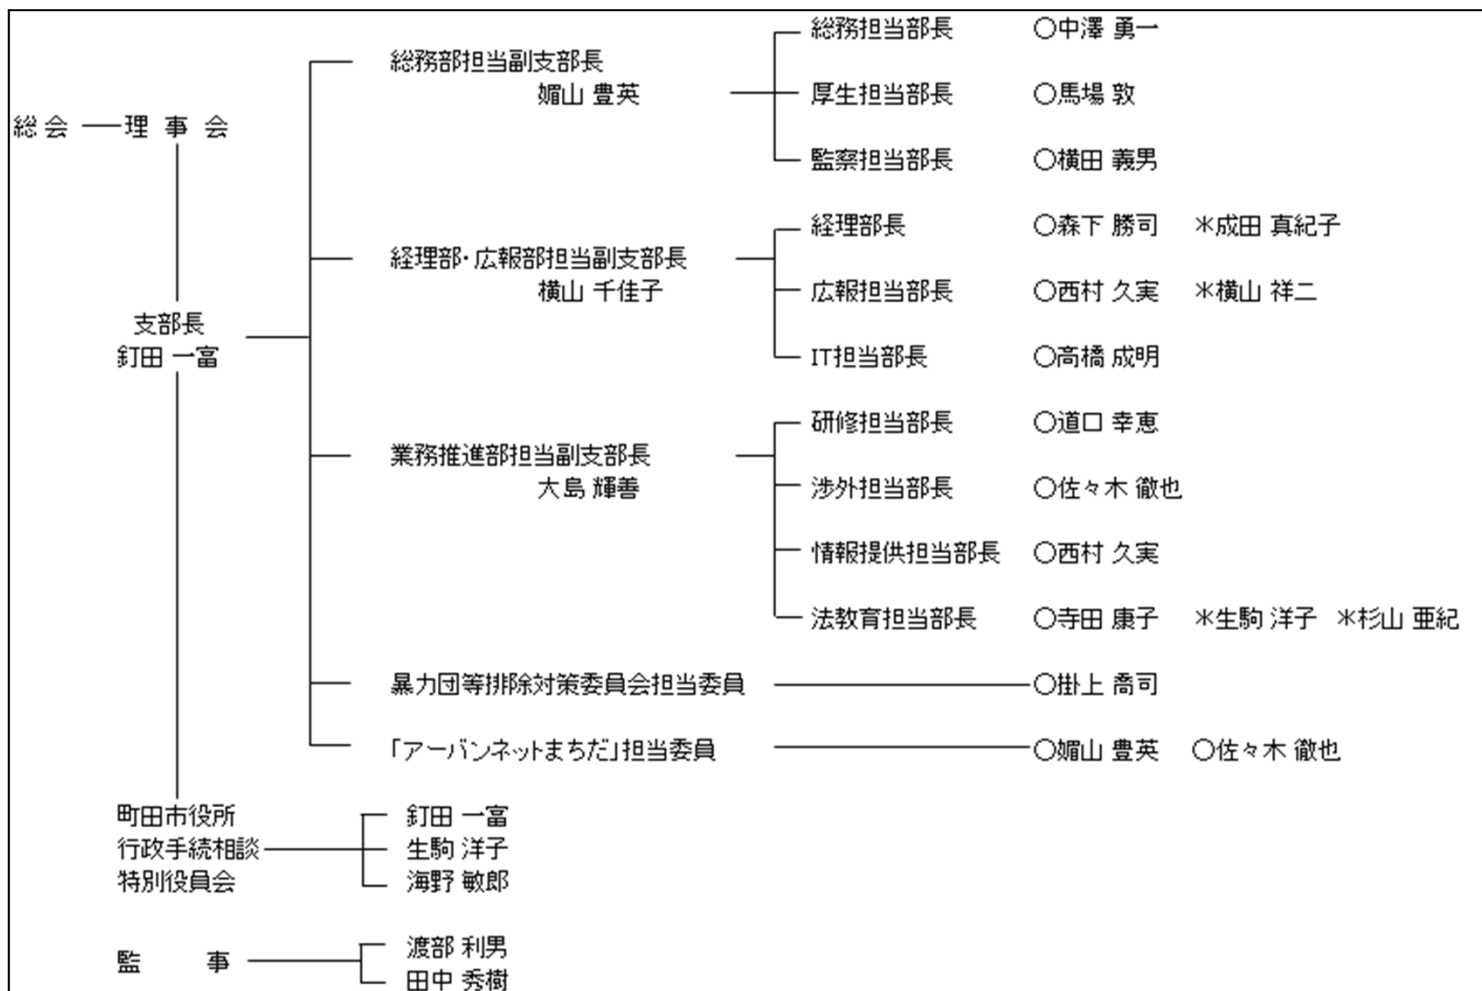 総務担当部長 ○中澤 勇一
総務部担当副支部長
媚山 豊英
厚生担当部長 ○馬場 敦
総会 理事会
監察担当部長 ○横田 義男
経理部長 ○森下 勝司 ＊成田 真紀子
経理部・広報部担当副支部長
横山 千佳子
広報担当部長 ○西村 久実 ＊横山 祥二
支部長
釘田 一富
IT担当部長 ○高橋 成明
研修担当部長 ○道口 幸恵
業務推進部担当副支部長
大島 輝善
渉外担当部長 ○佐々木 徹也
情報提供担当部長 ○西村 久実
法教育担当部長 ○寺田 康子 ＊生駒 洋子 ＊杉山 亜紀
暴力団等排除対策委員会担当委員 ○掛上 喬司
「アーバンネットまちだ」担当委員 ○媚山 豊英 ○佐々木 徹也
町田市役所 釘田 一富
行政手続相談 生駒 洋子
特別役員会 海野 敏郎
監事
渡部 利男
田中 秀樹